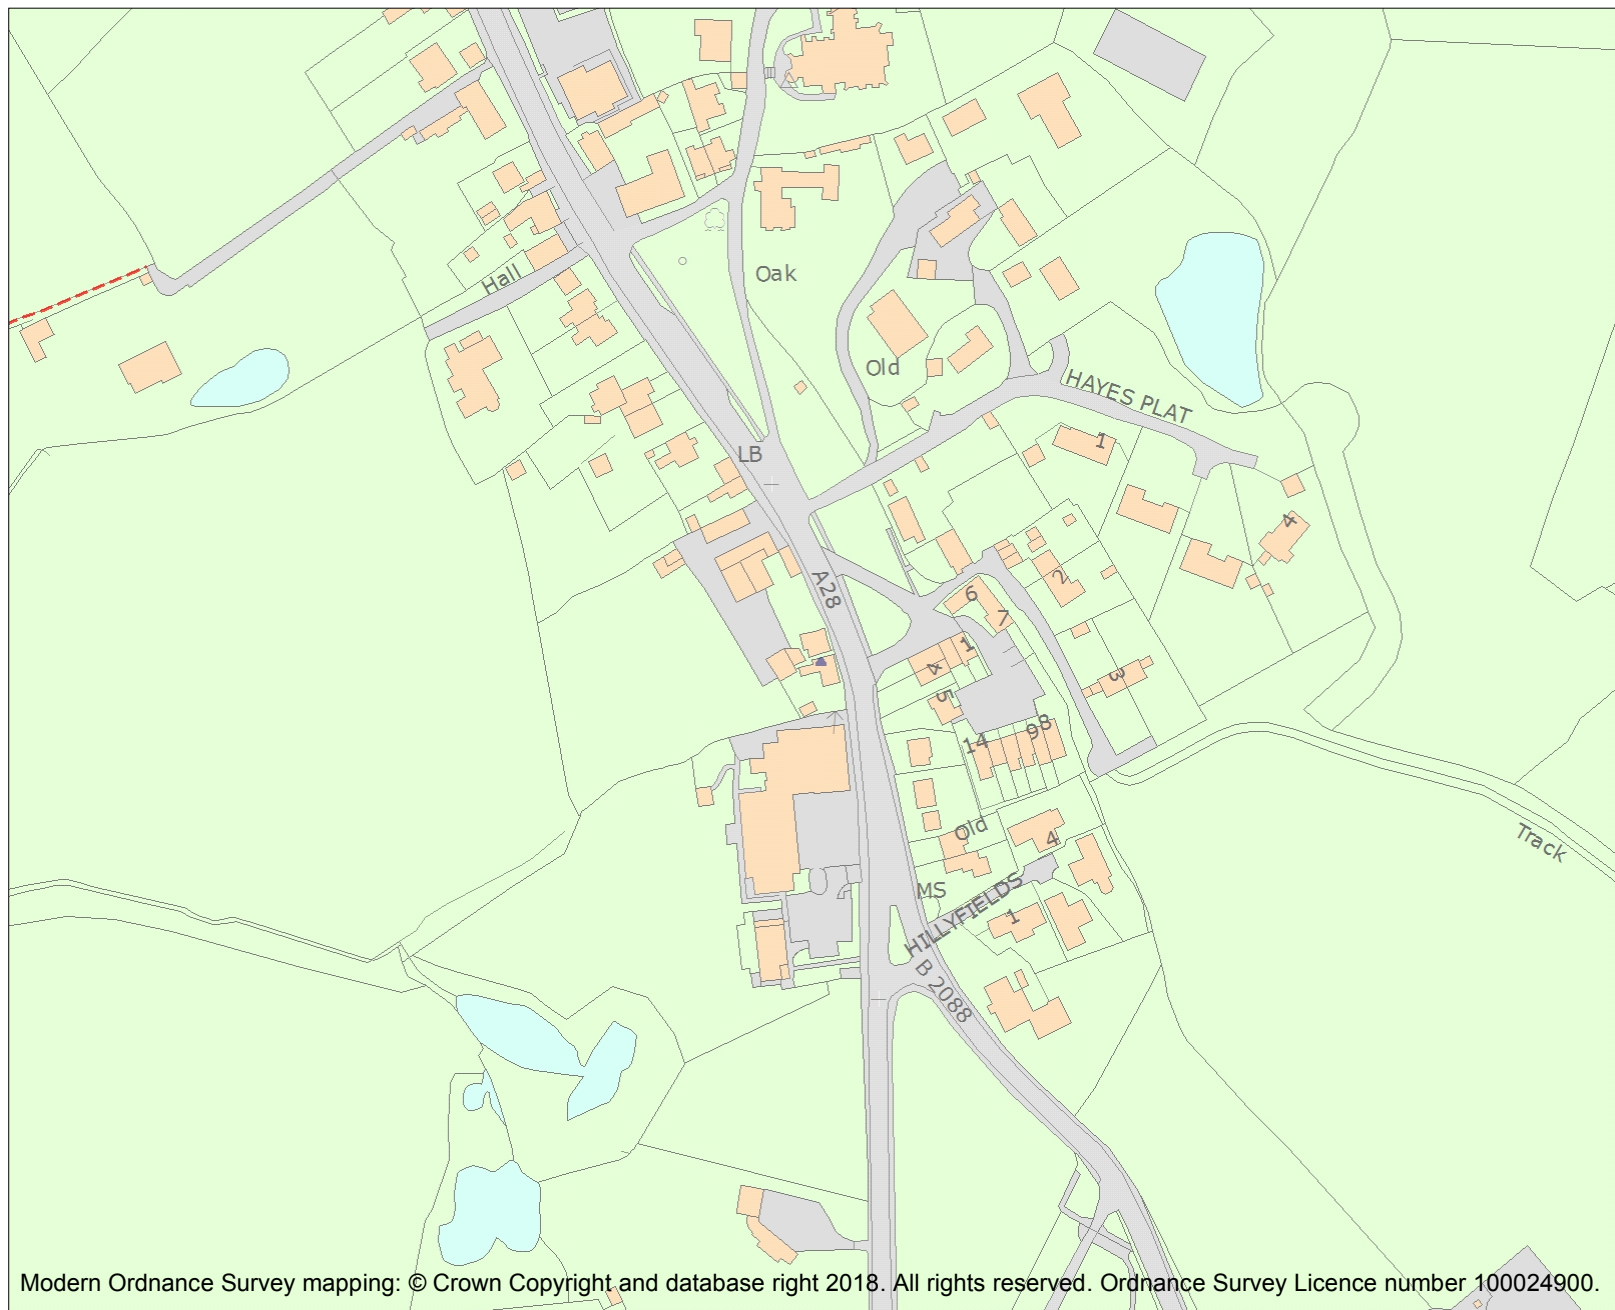 Hall
Oak
Old
HAYES PLAT
1
LB
4
A28
2
6
7
1
4
3
5
98
14
Old
4
Track
MS
HILLYFIELDS
1
B 2088
Modern Ordnance Survey mapping: © Crown Copyright and database right 2018. All rights reserved. Ordnance Survey Licence number 100024900.